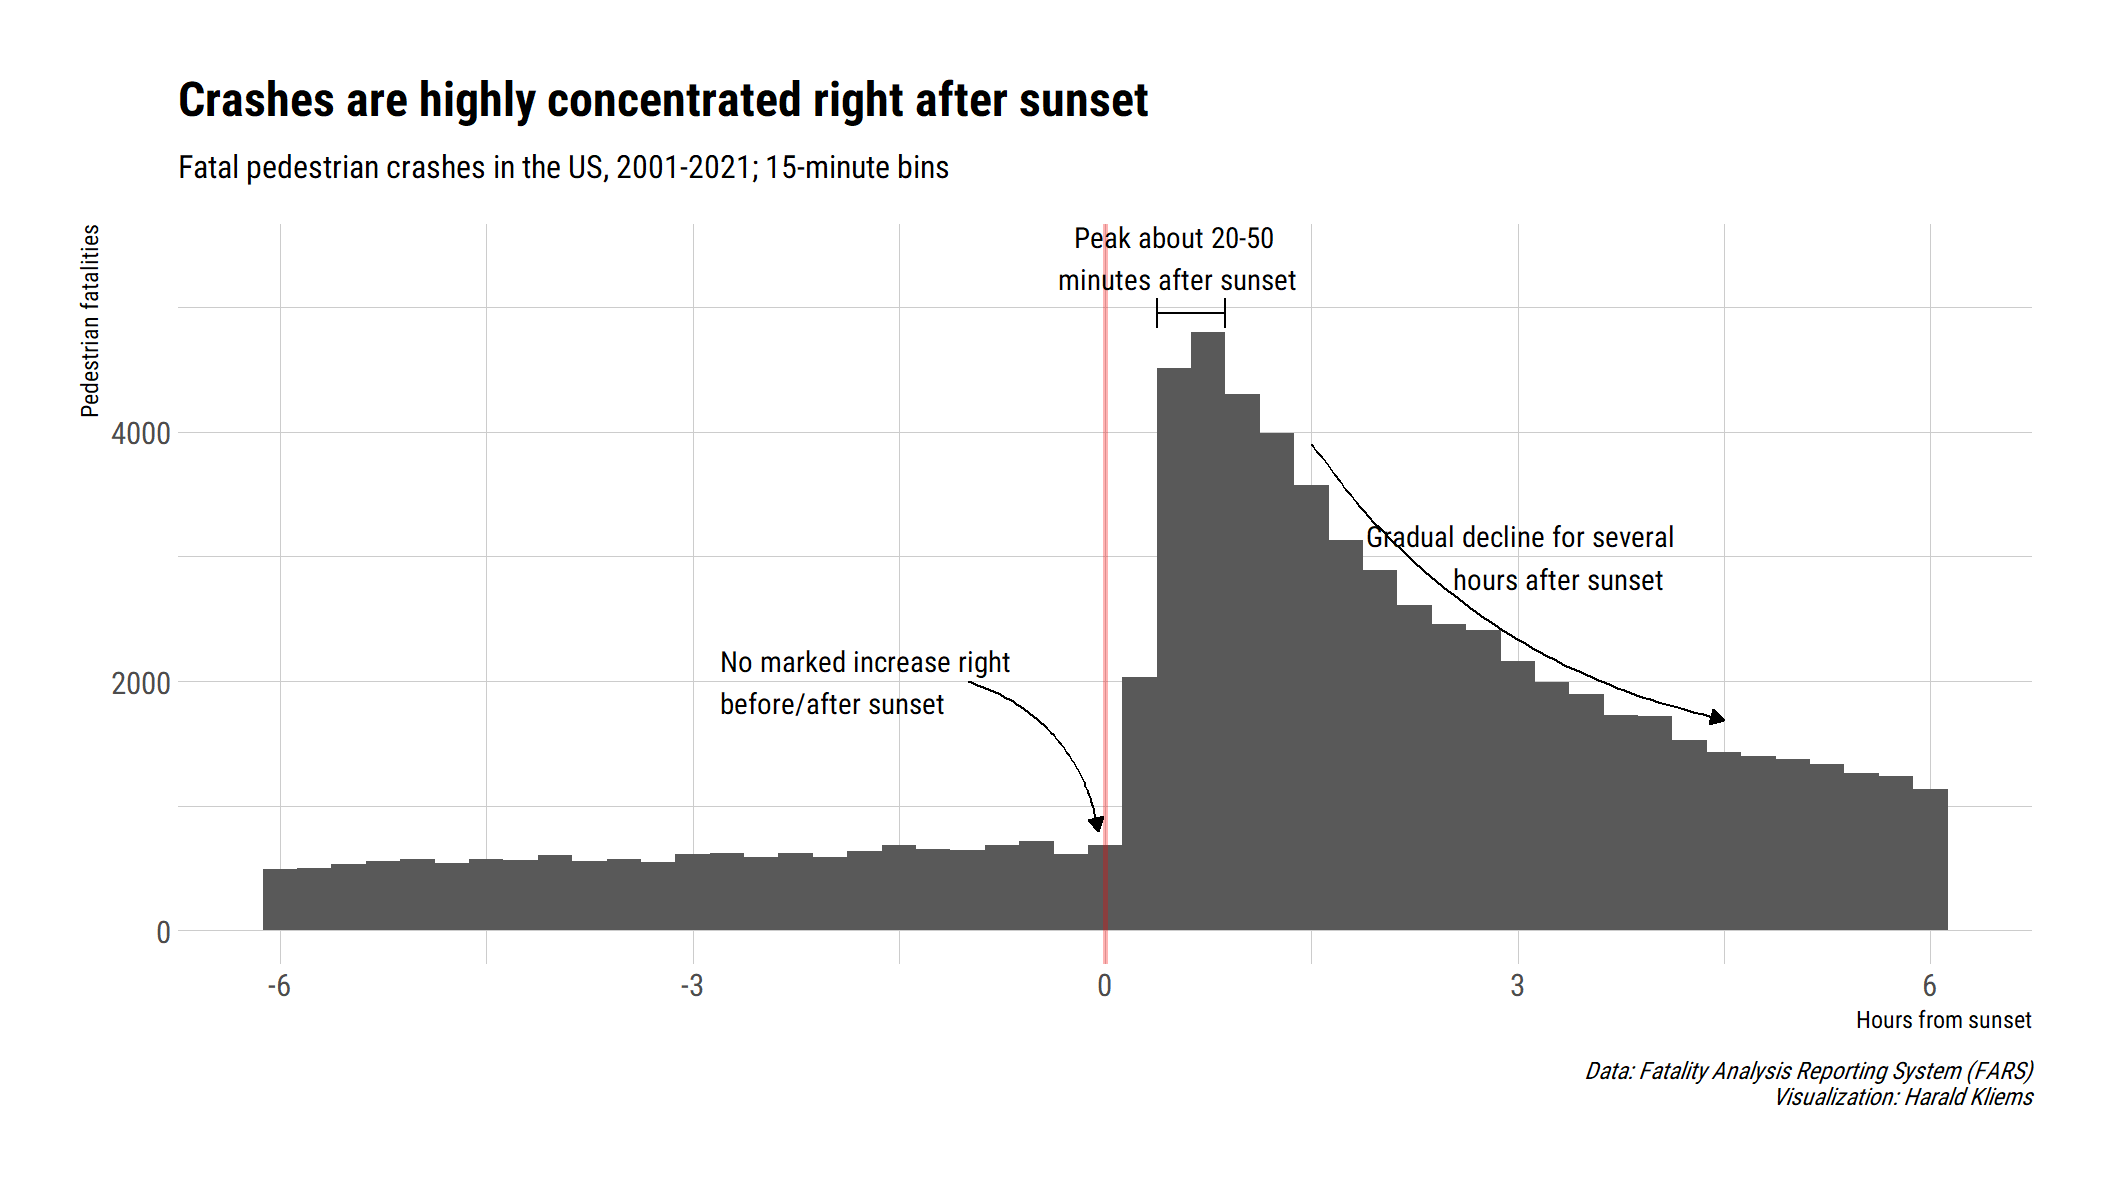 Crashes are highly concentrated right after sunset
Fatal pedestrian crashes in the US, 2001-2021; 15-minute bins
Pedestrian fatalities
Peak about 20-50
minutes after sunset
4000
Gradual decline for several
hours after sunset
No marked increase right
before/after sunset
2000
0
-6
-3
0
3
6
Hours from sunset
Data: Fatality Analysis Reporting System (FARS)
Visualization: Harald Kliems